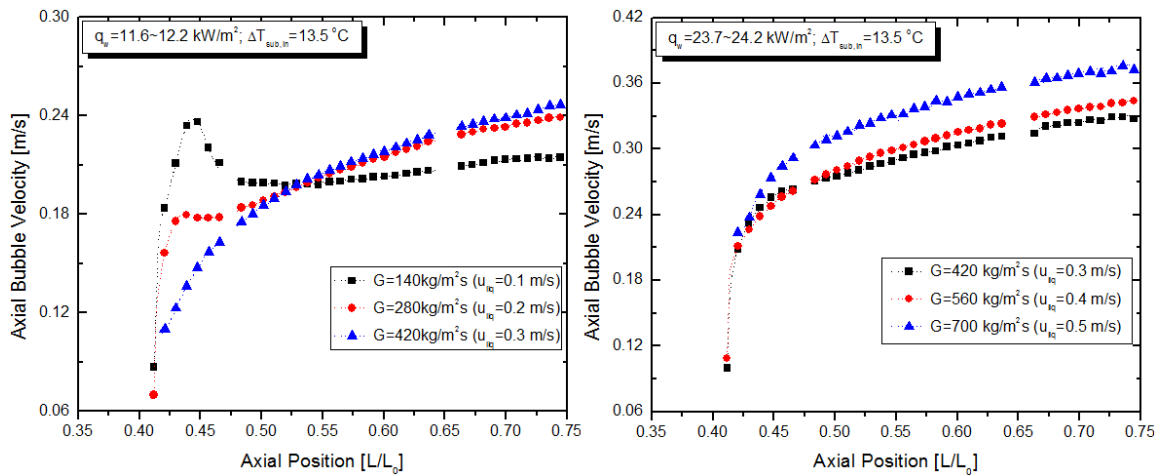 0.30
0.24
0.18
0.12
0.06
Axial Bubble Velocity [m/s]
q_w=11.6~12.2 kW/m²; ΔT_sub,in=13.5 °C
G=140kg/m²s (u_liq=0.1 m/s)
G=280kg/m²s (u_liq=0.2 m/s)
G=420kg/m²s (u_liq=0.3 m/s)
0.35 0.40 0.45 0.50 0.55 0.60 0.65 0.70 0.75
Axial Position [L/L₀]
0.42
0.36
0.30
0.24
0.18
0.12
0.06
Axial Bubble Velocity [m/s]
q_w=23.7~24.2 kW/m²; ΔT_sub,in=13.5 °C
G=420 kg/m²s (u_liq=0.3 m/s)
G=560 kg/m²s (u_liq=0.4 m/s)
G=700 kg/m²s (u_liq=0.5 m/s)
0.35 0.40 0.45 0.50 0.55 0.60 0.65 0.70 0.75
Axial Position [L/L₀]